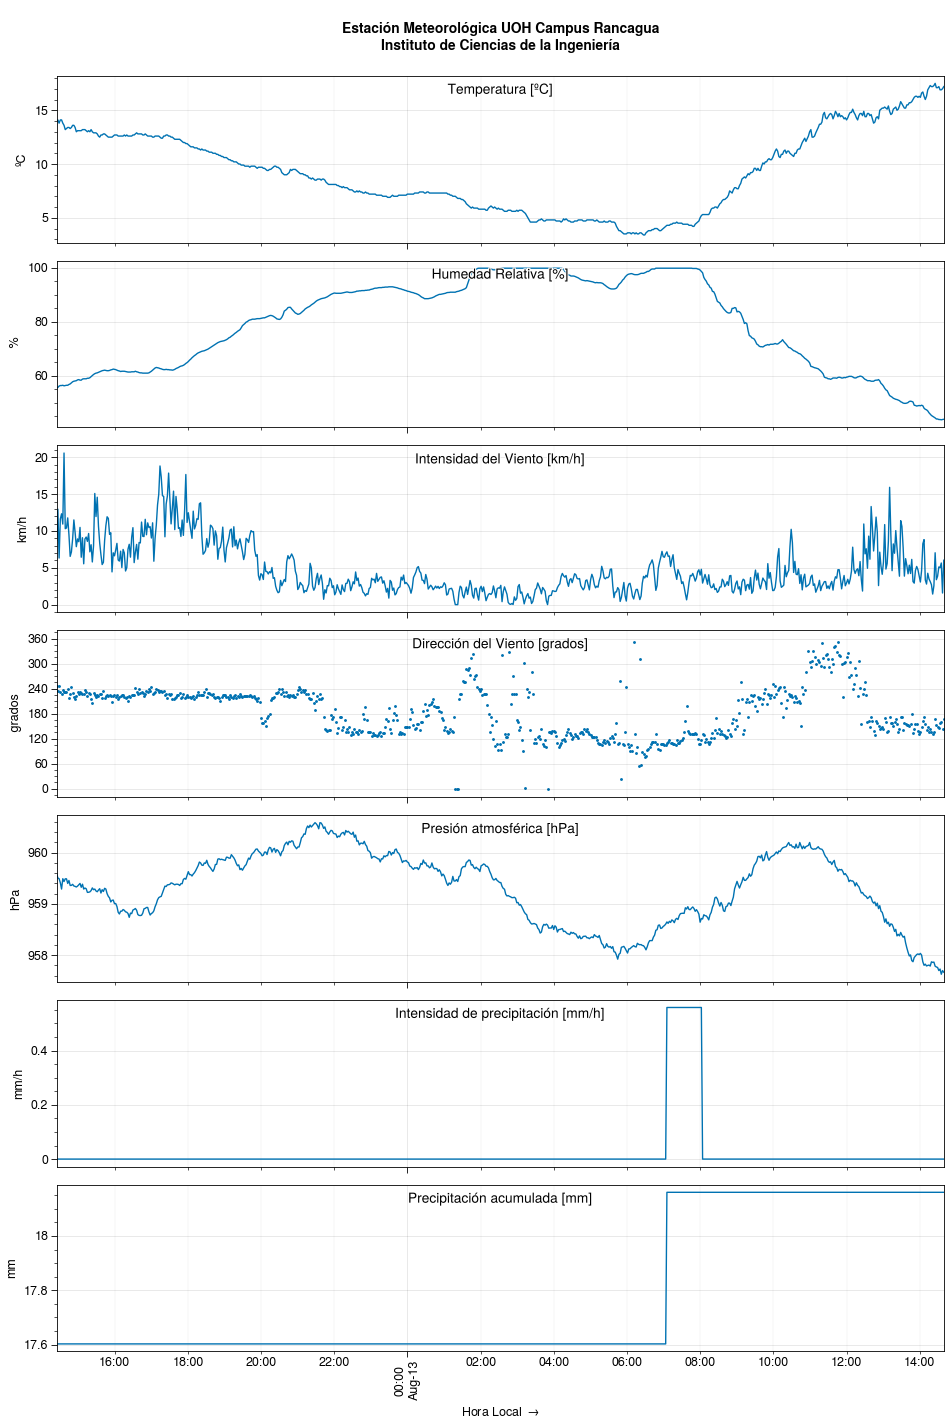 Estación Meteorológica UOH Campus Rancagua
Instituto de Ciencias de la Ingeniería
Temperatura [ºC]
15
10
5
ºC
Humedad Relativa [%]
100
80
60
%
Intensidad del Viento [km/h]
20
15
10
5
0
km/h
Dirección del Viento [grados]
360
300
240
180
120
60
0
grados
Presión atmosférica [hPa]
960
959
958
hPa
Intensidad de precipitación [mm/h]
0.4
0.2
0
mm/h
Precipitación acumulada [mm]
18
17.8
17.6
mm
16:00 18:00 20:00 22:00 00:00 02:00 04:00 06:00 08:00 10:00 12:00 14:00
Aug-13
Hora Local →